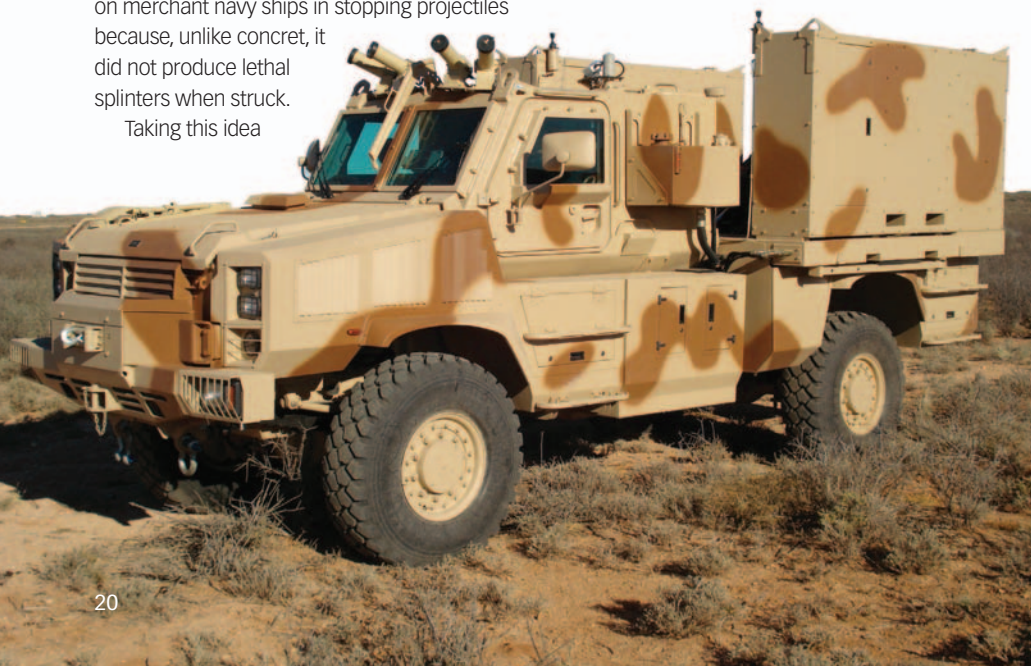 on merchant navy ships in stopping projectiles
because, unlike concret, it
did not produce lethal
splinters when struck.
Taking this idea
20